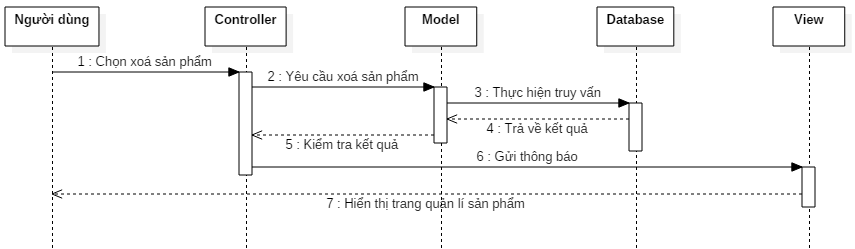 Người dùng
Controller
Model
Database
View
1 : Chọn xoá sản phẩm
2 : Yêu cầu xoá sản phẩm
3 : Thực hiện truy vấn
4 : Trả về kết quả
5 : Kiểm tra kết quả
6 : Gửi thông báo
7 : Hiển thị trang quản lí sản phẩm